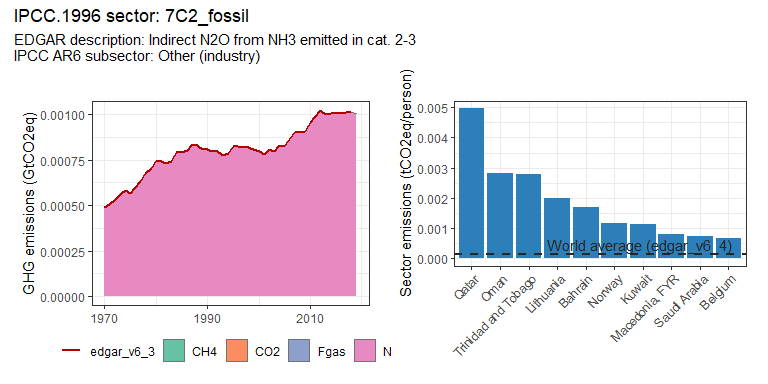 IPCC.1996 sector: 7C2_fossil
EDGAR description: Indirect N2O from NH3 emitted in cat. 2-3
IPCC AR6 subsector: Other (industry)
GHG emissions (GtCO2eq)
0.00100
0.00075
0.00050
0.00025
0.00000
1970
1990
2010
edgar_v6_3
CH4
CO2
Fgas
N
Sector emissions (tCO2eq/person)
0.005
0.004
0.003
0.002
0.001
0.000
World average (edgar_v6_4)
Qatar
Oman
Trinidad and Tobago
Lithuania
Bahrain
Norway
Kuwait
Macedonia, FYR
Saudi Arabia
Belgium